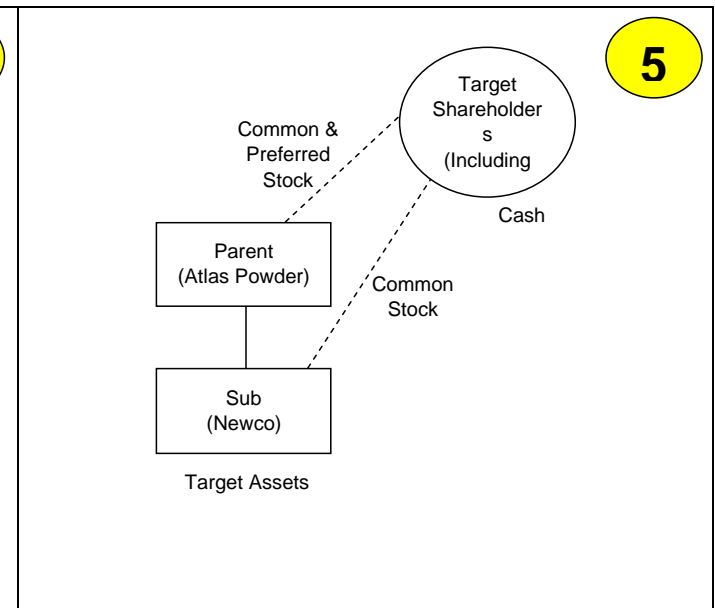 5
Target
Shareholder
s
(Including
Common &
Preferred
Stock
Cash
Parent
(Atlas Powder)
Common
Stock
Sub
(Newco)
Target Assets